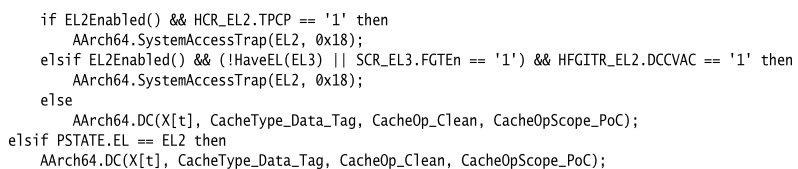 if EL2Enabled() && HCR_EL2.TPCP == '1' then
AArch64.SystemAccessTrap(EL2, 0x18);
elsif EL2Enabled() && (!HaveEL(EL3) || SCR_EL3.FGTEn == '1') && HFGITR_EL2.DCCVAC == '1' then
AArch64.SystemAccessTrap(EL2, 0x18);
else
AArch64.DC(X[t], CacheType_Data_Tag, CacheOp_Clean, CacheOpScope_PoC);
elsif PSTATE.EL == EL2 then
AArch64.DC(X[t], CacheType_Data_Tag, CacheOp_Clean, CacheOpScope_PoC);